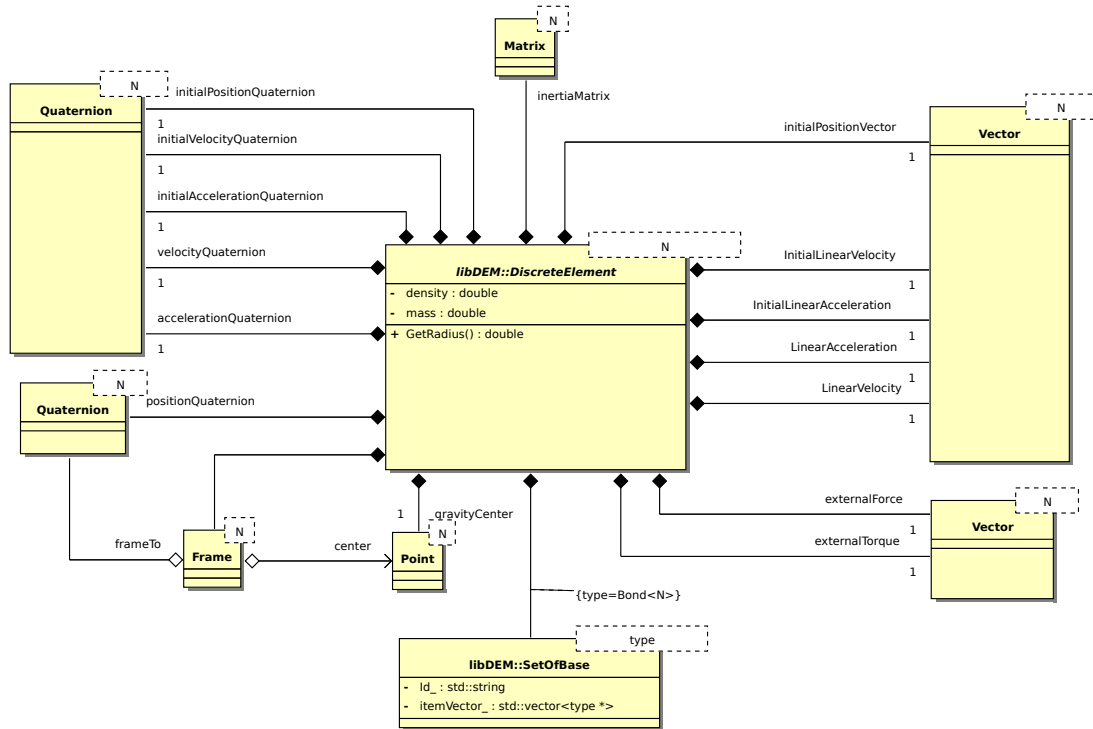 N
Matrix
N
Quaternion
initialPositionQuaternion
1
initialVelocityQuaternion
1
initialAccelerationQuaternion
1
velocityQuaternion
1
accelerationQuaternion
1
inertiaMatrix
N
Vector
initialPositionVector
1
InitialLinearVelocity
1
InitialLinearAcceleration
1
LinearAcceleration
1
LinearVelocity
1
N
libDEM::DiscreteElement
- density : double
- mass : double
+ GetRadius() : double
N
Quaternion
positionQuaternion
frameTo
N
Frame
center
1
gravityCenter
N
Point
N
Vector
externalForce
1
externalTorque
1
{type=Bond<N>}
type
libDEM::SetOfBase
- Id_ : std::string
- itemVector_ : std::vector<type *>